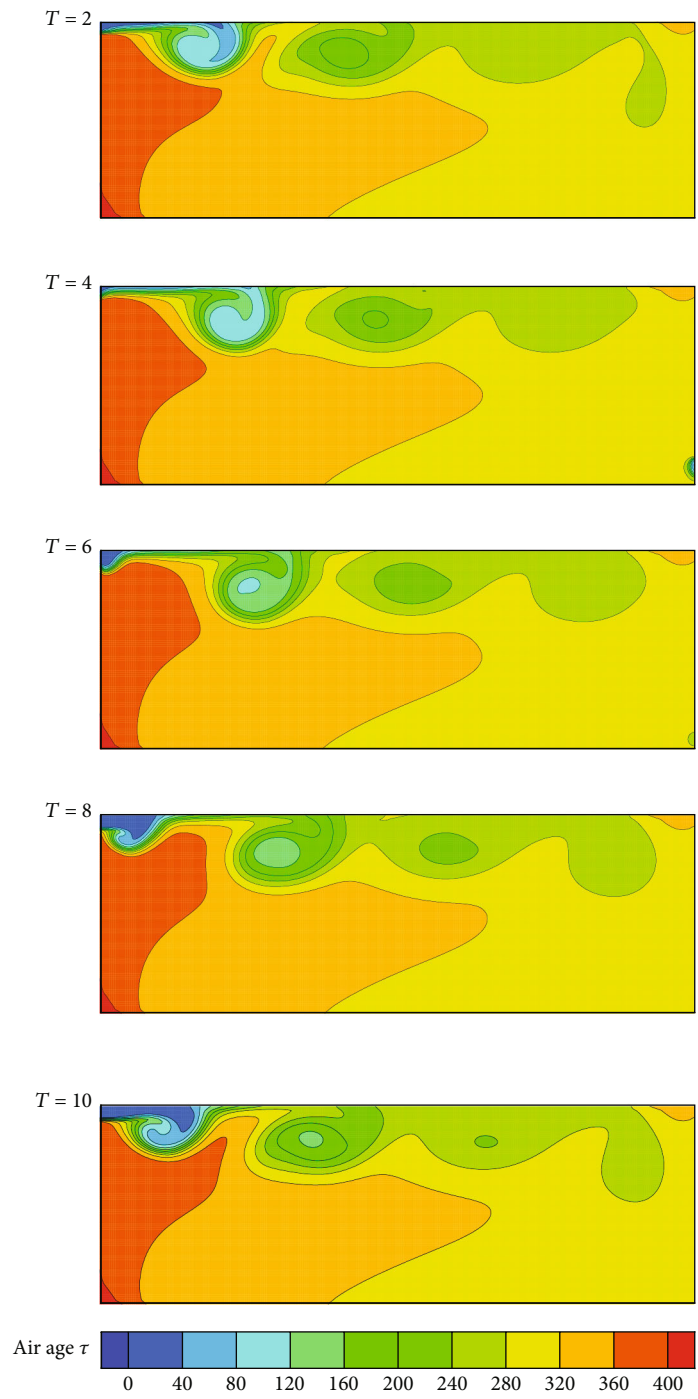 T = 2
T = 4
T = 6
T = 8
T = 10
Air age τ
0 40 80 120 160 200 240 280 320 360 400